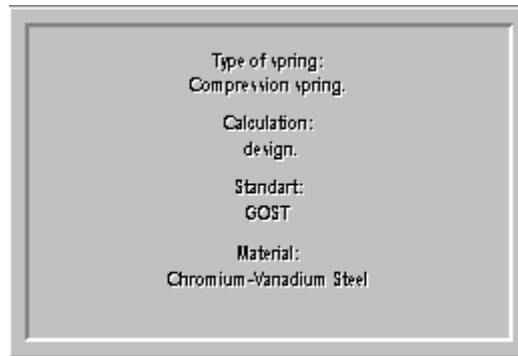 Type of spring:
Compression spring.
Calculation:
design.
Standart:
GOST
Material:
Chromium-Vanadium Steel